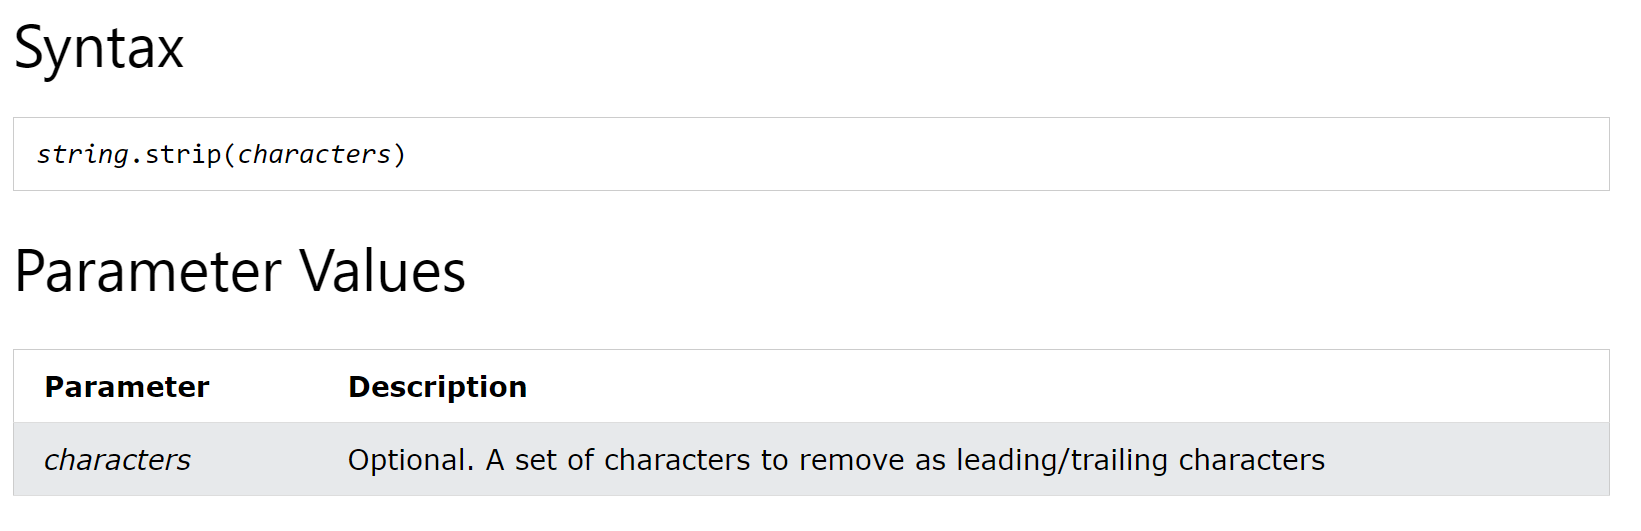 Syntax
string.strip(characters)
Parameter Values
Parameter Description
characters Optional. A set of characters to remove as leading/trailing characters